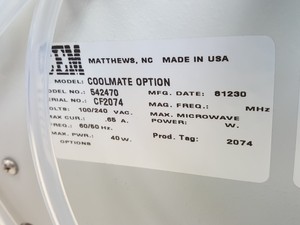 EM MATTHEWS, NC MADE IN USA
MODEL: COOLMATE OPTION
MODEL NO.: 542470 MFG. DATE: 81230
SERIAL NO.: CF2074 MAG. FREQ.: MHz
VOLTS: 100/240 VAC. MAX. MICROWAVE
MAX CUR.: .65 A. POWER: W.
FREQ.: 50/60 Hz.
MAX. PWR.: 40 W. Prod. Tag: 2074
OPTIONS